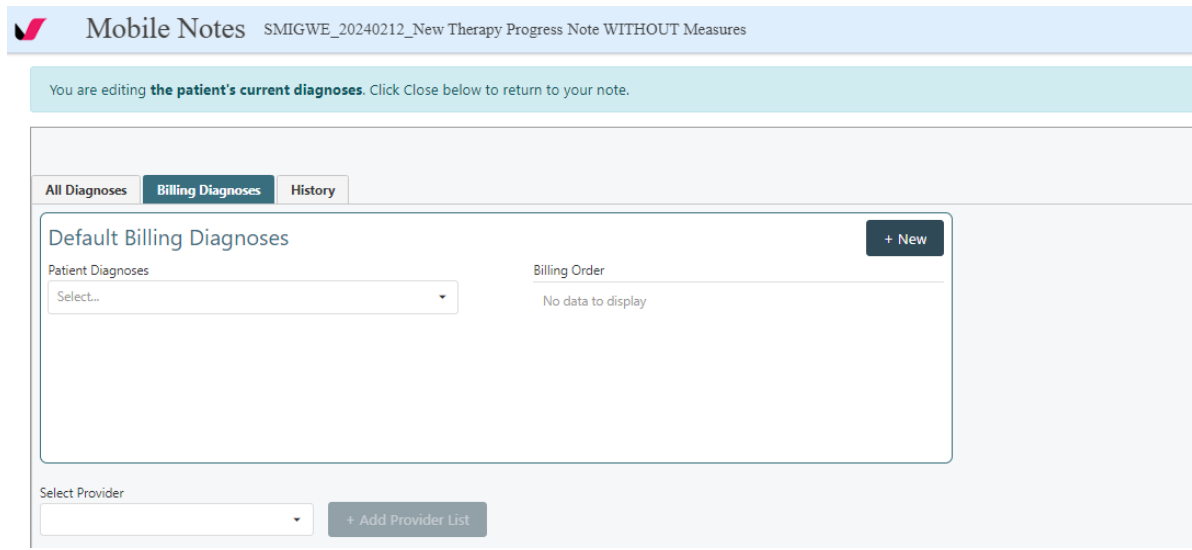 Mobile Notes SMIGWE_20240212_New Therapy Progress Note WITHOUT Measures
You are editing the patient's current diagnoses. Click Close below to return to your note.
All Diagnoses Billing Diagnoses History
Default Billing Diagnoses + New
Patient Diagnoses Billing Order
Select... No data to display
Select Provider
+ Add Provider List